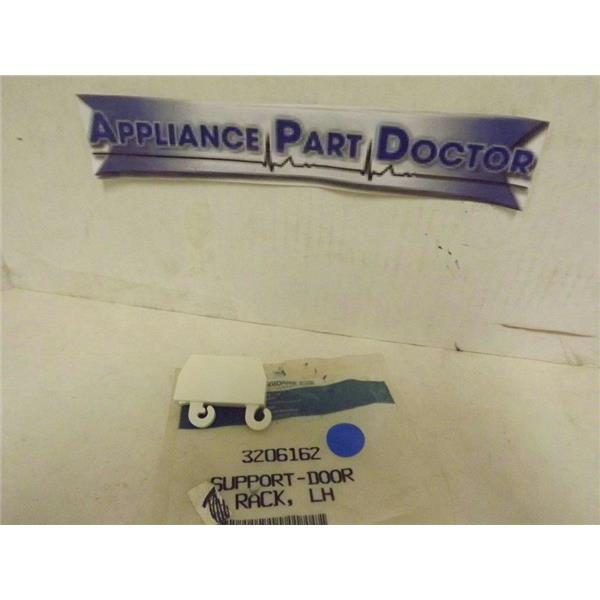 APPLIANCE PART DOCTOR
3206162
SUPPORT-DOOR
RACK, LH